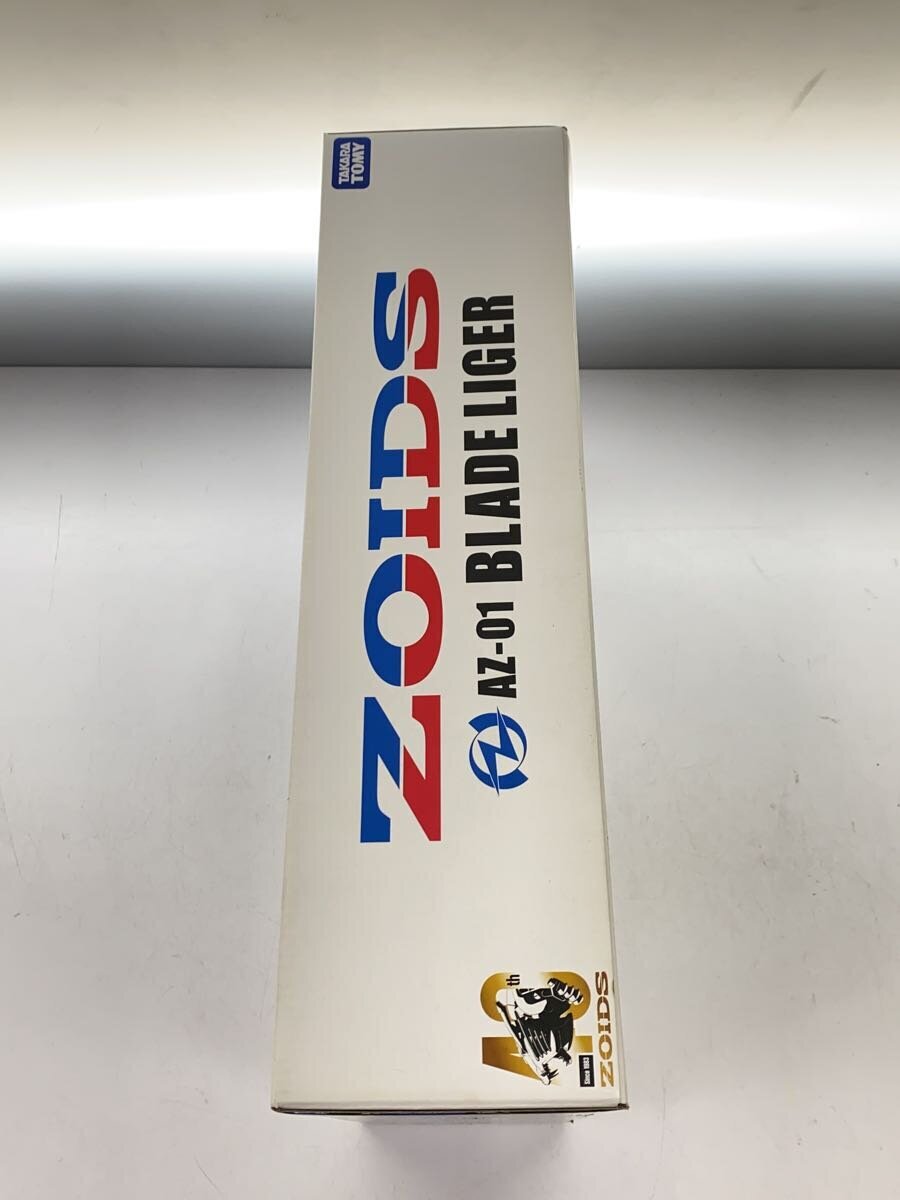 TAKARA
TOMY
ZOIDS
AZ-01 BLADE LIGER
40th
Since 1983
ZOIDS